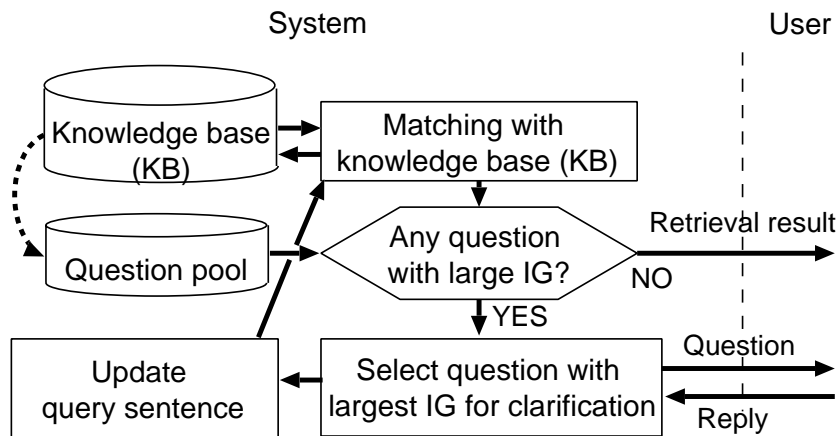 System
User
Knowledge base
(KB)
Matching with
knowledge base (KB)
Question pool
Any question
with large IG?
Retrieval result
NO
YES
Update
query sentence
Select question with
largest IG for clarification
Question
Reply